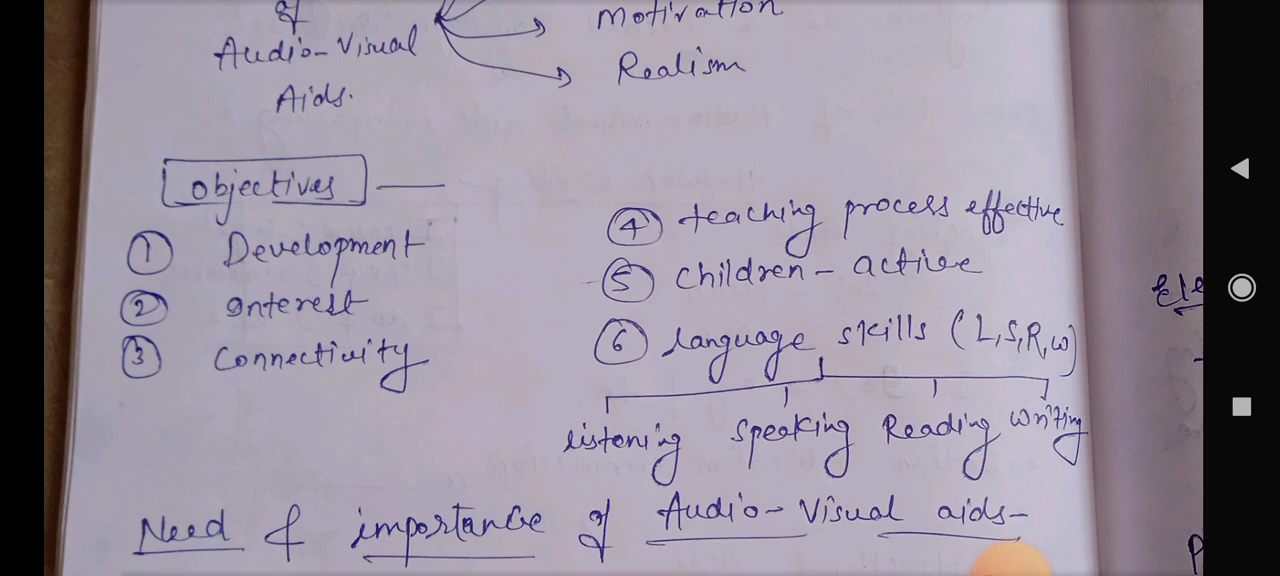 of
Motivation
Audio-Visual
Realism
Aids.
Objectives —
① Development
② Interest
③ Connectivity
④ teaching process effective
⑤ Children - active
⑥ language skills (L,S,R,W)
listening speaking Reading writing
Need & importance of Audio-Visual aids-